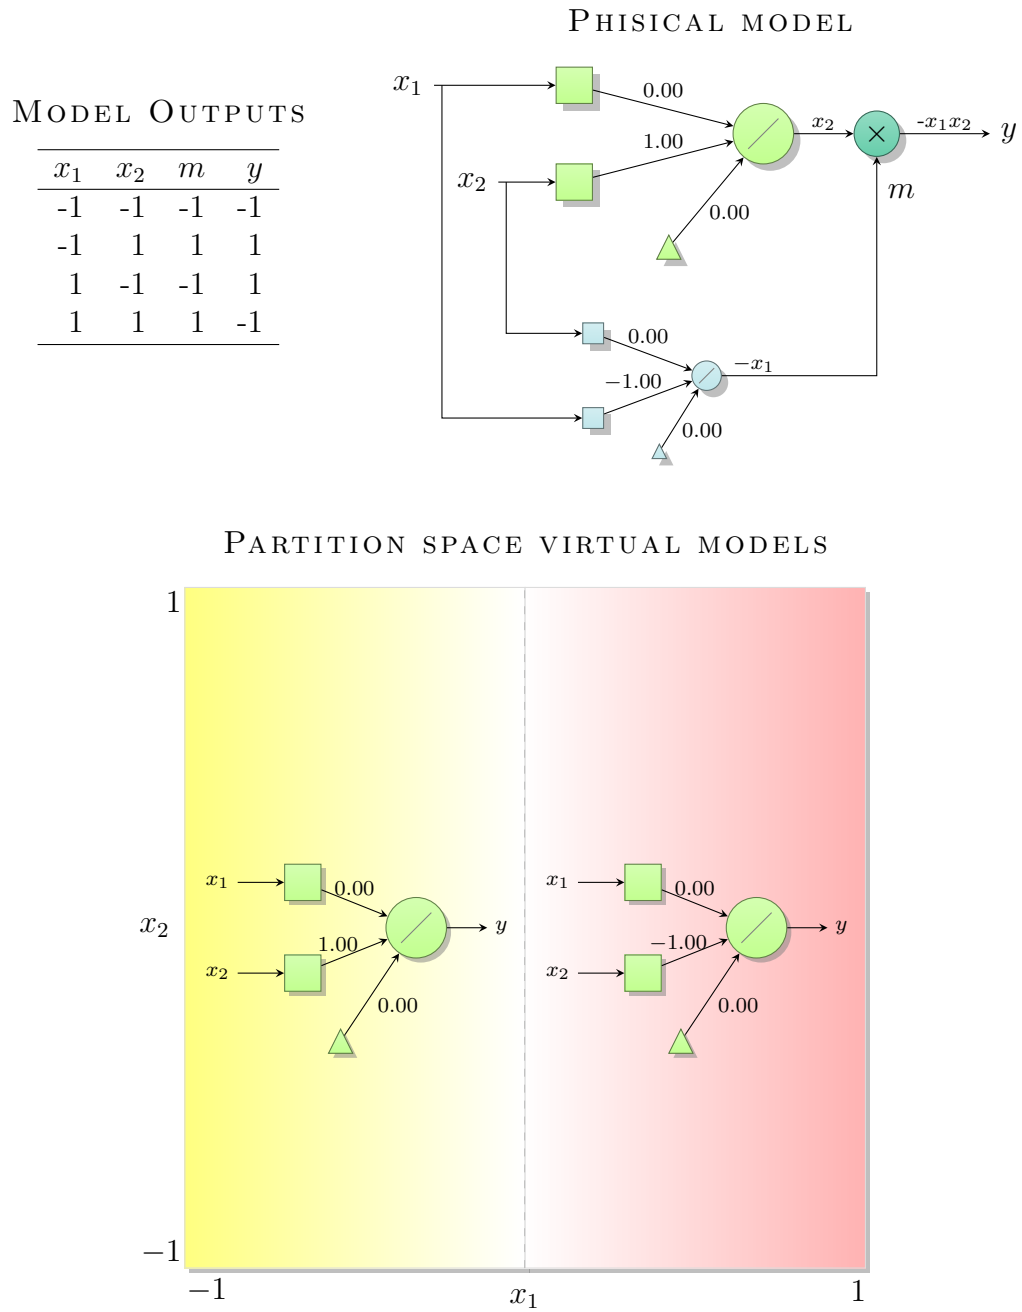 PHISICAL MODEL
MODEL OUTPUTS
x₁ x₂ m y
-1 -1 -1 -1
-1 1 1 1
1 -1 -1 1
1 1 1 -1
x₁
0.00
x₂
1.00
0.00
x₂
×
-x₁x₂
y
m
0.00
−1.00
0.00
−x₁
PARTITION SPACE VIRTUAL MODELS
1
x₂
−1
x₁
0.00
x₂
1.00
0.00
y
x₁
0.00
x₂
−1.00
0.00
y
−1
x₁
1